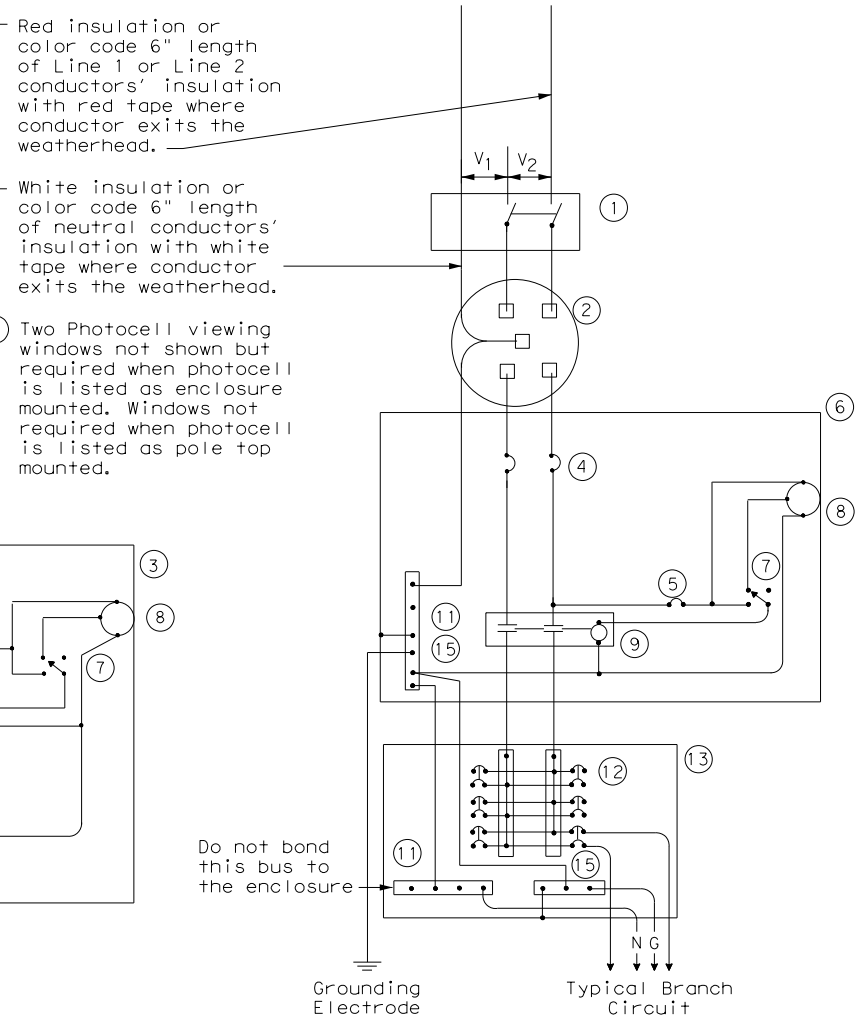 Red insulation or
color code 6" length
of Line 1 or Line 2
conductors' insulation
with red tape where
conductor exits the
weatherhead.
White insulation or
color code 6" length
of neutral conductors'
insulation with white
tape where conductor
exits the weatherhead.
Two Photocell viewing
windows not shown but
required when photocell
is listed as enclosure
mounted. Windows not
required when photocell
is listed as pole top
mounted.
V1 V2
1
2
6
4
8
5
7
11
9
15
3
8
7
13
12
Do not bond
this bus to
the enclosure
11
15
N G
Grounding
Electrode
Typical Branch
Circuit